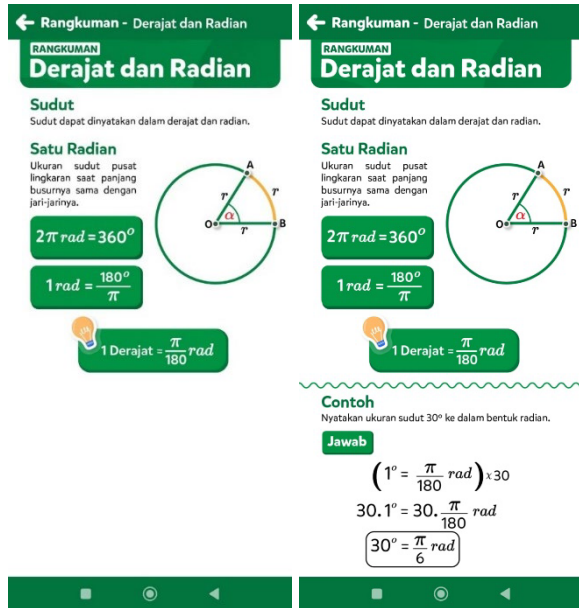 Rangkuman - Derajat dan Radian
RANGKUMAN
Derajat dan Radian
Sudut
Sudut dapat dinyatakan dalam derajat dan radian.
Satu Radian
Ukuran sudut pusat
lingkaran saat panjang
busurnya sama dengan
jari-jarinya.
A
r
r
α
O
r
B
2π rad = 360°
1 rad = 180°/π
1 Derajat = π/180 rad
Rangkuman - Derajat dan Radian
RANGKUMAN
Derajat dan Radian
Sudut
Sudut dapat dinyatakan dalam derajat dan radian.
Satu Radian
Ukuran sudut pusat
lingkaran saat panjang
busurnya sama dengan
jari-jarinya.
A
r
r
α
O
r
B
2π rad = 360°
1 rad = 180°/π
1 Derajat = π/180 rad
Contoh
Nyatakan ukuran sudut 30° ke dalam bentuk radian.
Jawab
(1° = π/180 rad) x 30
30.1° = 30. π/180 rad
30° = π/6 rad